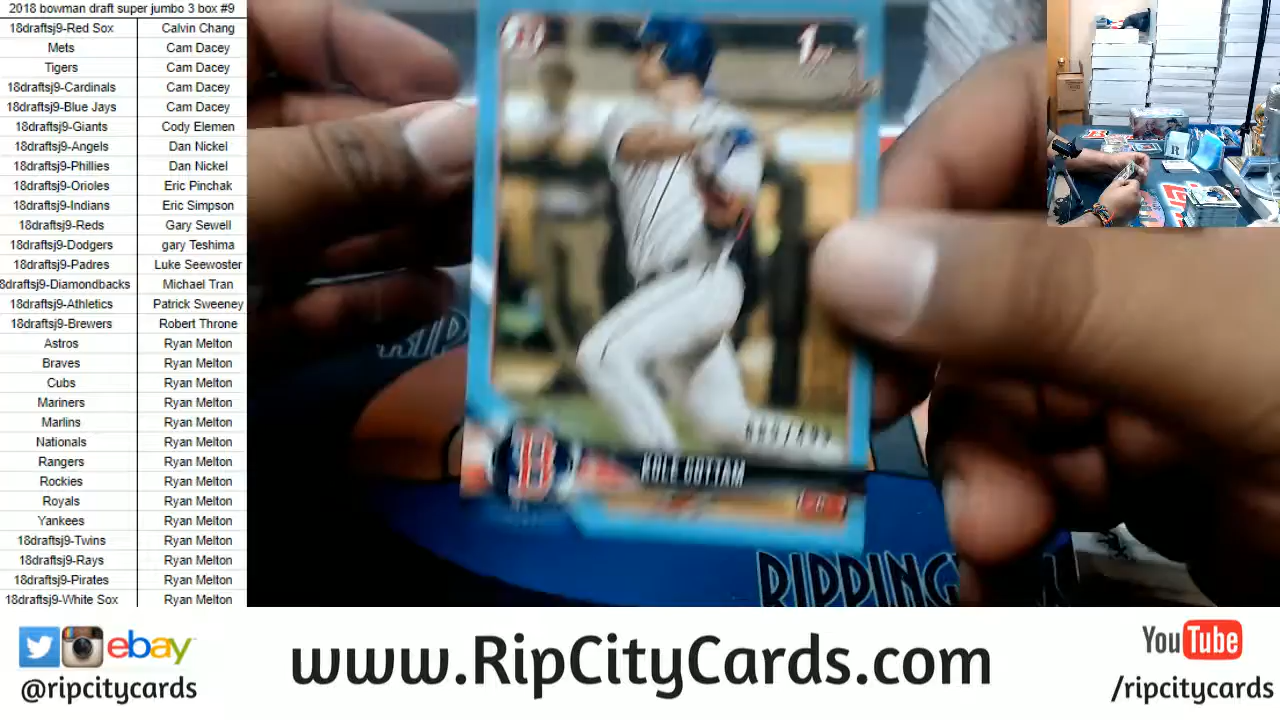 2018 bowman draft super jumbo 3 box #9
18draftsj9-Red Sox Calvin Chang
Mets Cam Dacey
Tigers Cam Dacey
18draftsj9-Cardinals Cam Dacey
18draftsj9-Blue Jays Cam Dacey
18draftsj9-Giants Cody Elemen
18draftsj9-Angels Dan Nickel
18draftsj9-Phillies Dan Nickel
18draftsj9-Orioles Eric Pinchak
18draftsj9-Indians Eric Simpson
18draftsj9-Reds Gary Sewell
18draftsj9-Dodgers gary Teshima
18draftsj9-Padres Luke Seewoster
8draftsj9-Diamondbacks Michael Tran
18draftsj9-Athletics Patrick Sweeney
18draftsj9-Brewers Robert Throne
Astros Ryan Melton
Braves Ryan Melton
Cubs Ryan Melton
Mariners Ryan Melton
Marlins Ryan Melton
Nationals Ryan Melton
Rangers Ryan Melton
Rockies Ryan Melton
Royals Ryan Melton
Yankees Ryan Melton
18draftsj9-Twins Ryan Melton
18draftsj9-Rays Ryan Melton
18draftsj9-Pirates Ryan Melton
18draftsj9-White Sox Ryan Melton
RIP
KOLE COTTAM
RIPPING
ebay
@ripcitycards
www.RipCityCards.com
YouTube
/ripcitycards